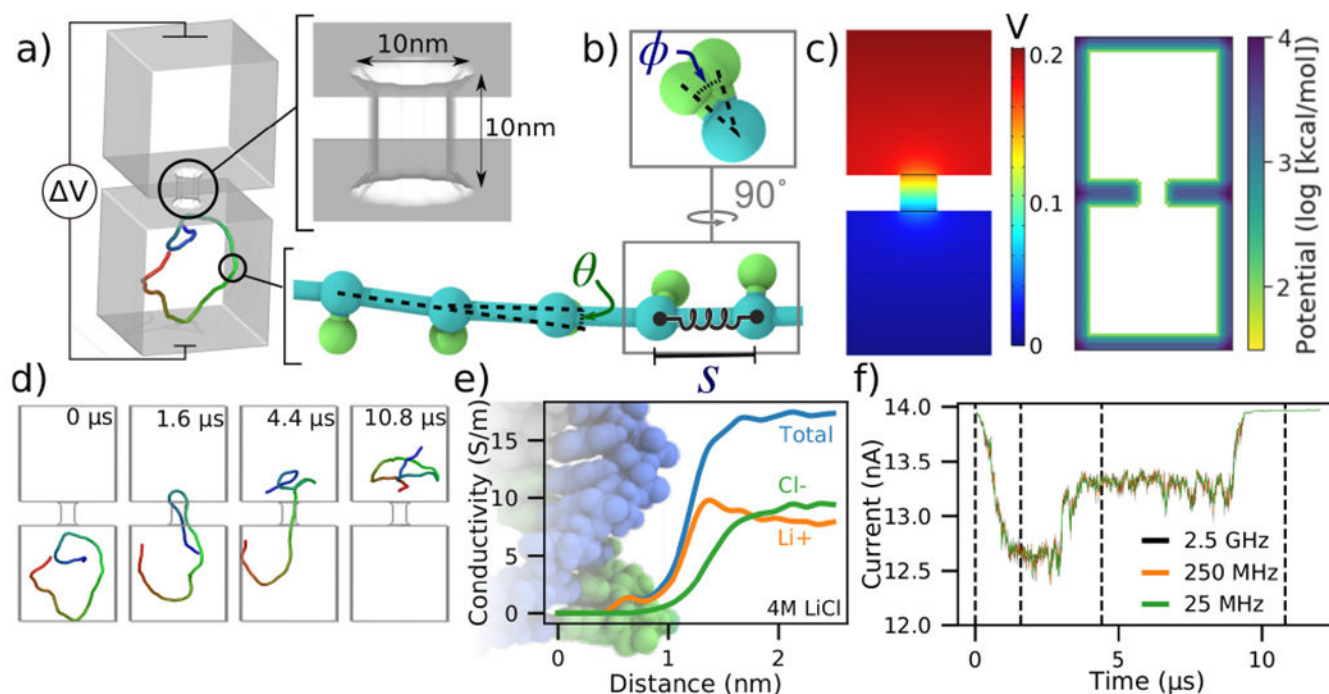 a)
ΔV
10nm
10nm
b)
ϕ
90°
θ
S
c)
V
0.2
0.1
0
4
3
2
Potential (log [kcal/mol])
d)
0 μs
1.6 μs
4.4 μs
10.8 μs
e)
Conductivity (S/m)
15
10
5
0
Total
Cl-
Li+
4M LiCl
0
1
2
Distance (nm)
f)
Current (nA)
14.0
13.5
13.0
12.5
12.0
2.5 GHz
250 MHz
25 MHz
0
5
10
Time (μs)